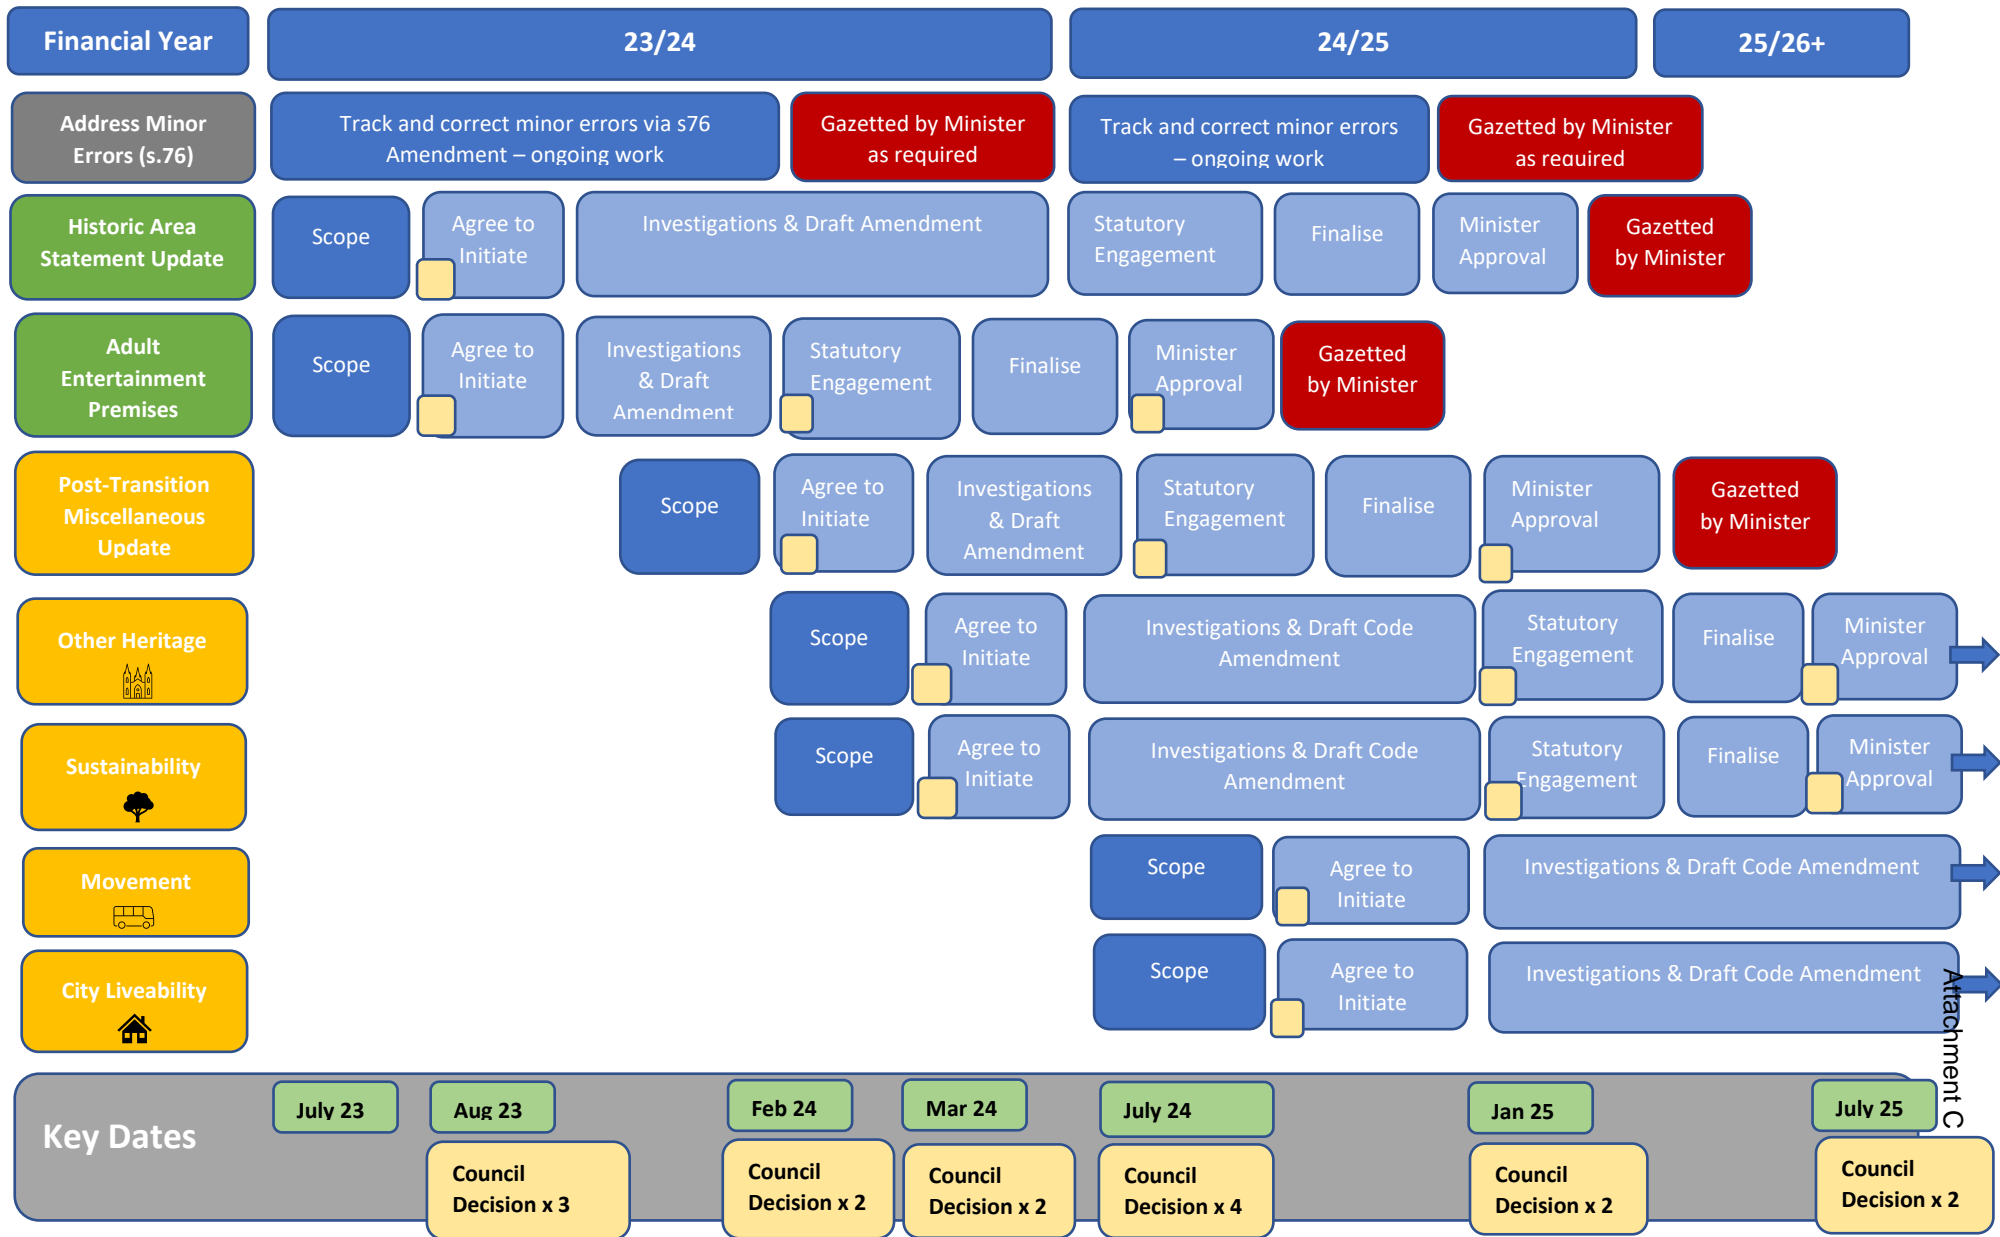 Financial Year
23/24
24/25
25/26+
Address Minor
Errors (s.76)
Track and correct minor errors via s76
Amendment – ongoing work
Gazetted by Minister
as required
Track and correct minor errors
– ongoing work
Gazetted by Minister
as required
Historic Area
Statement Update
Scope
Agree to
Initiate
Investigations & Draft Amendment
Statutory
Engagement
Finalise
Minister
Approval
Gazetted
by Minister
Adult
Entertainment
Premises
Scope
Agree to
Initiate
Investigations
& Draft
Amendment
Statutory
Engagement
Finalise
Minister
Approval
Gazetted
by Minister
Post-Transition
Miscellaneous
Update
Scope
Agree to
Initiate
Investigations
& Draft
Amendment
Statutory
Engagement
Finalise
Minister
Approval
Gazetted
by Minister
Other Heritage
Scope
Agree to
Initiate
Investigations & Draft Code
Amendment
Statutory
Engagement
Finalise
Minister
Approval
Sustainability
Scope
Agree to
Initiate
Investigations & Draft Code
Amendment
Statutory
Engagement
Finalise
Minister
Approval
Movement
Scope
Agree to
Initiate
Investigations & Draft Code Amendment
City Liveability
Scope
Agree to
Initiate
Investigations & Draft Code Amendment
Attachment C
Key Dates
July 23
Aug 23
Council
Decision x 3
Feb 24
Council
Decision x 2
Mar 24
Council
Decision x 2
July 24
Council
Decision x 4
Jan 25
Council
Decision x 2
July 25
Council
Decision x 2